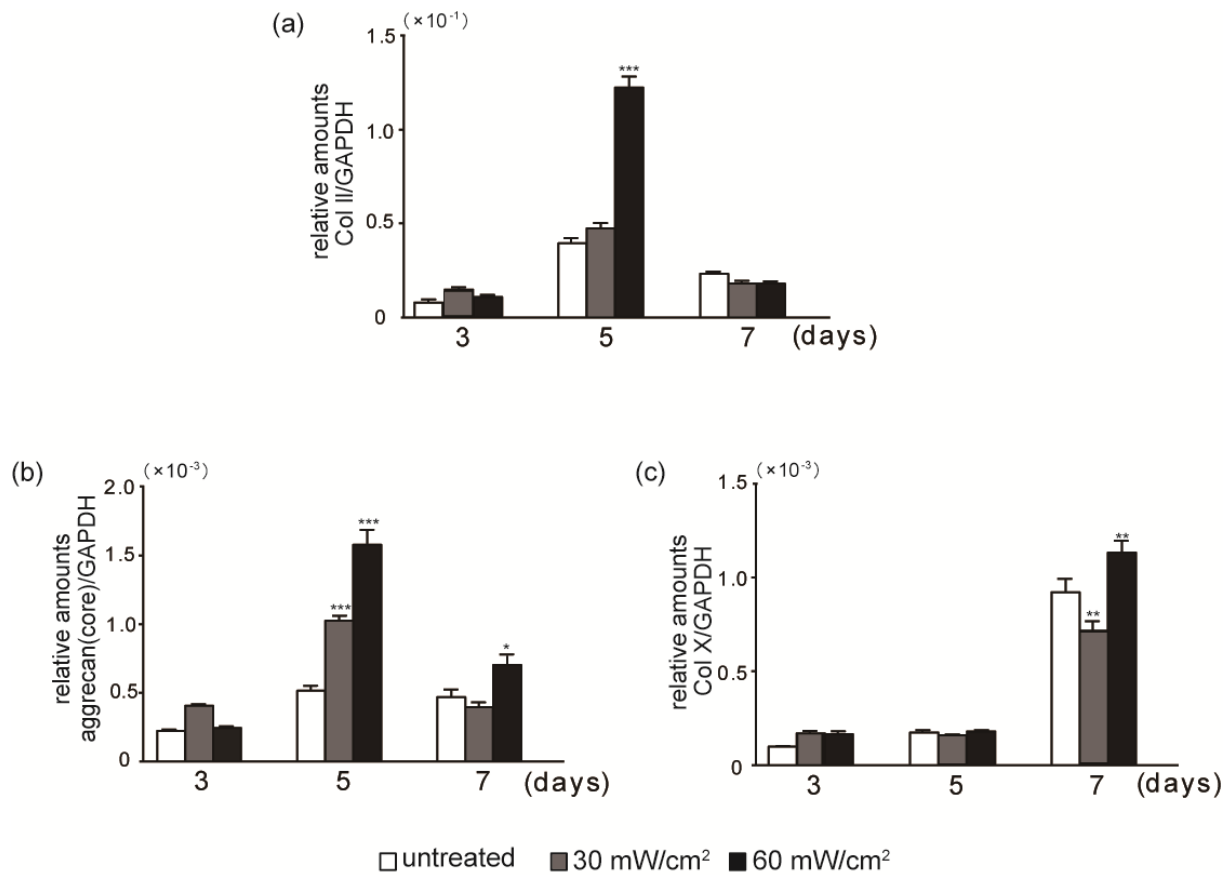 (a)
(×10⁻¹)
relative amounts
Col II/GAPDH
1.5
1.0
0.5
0
***
3 5 7 (days)
(b)
(×10⁻³)
relative amounts
aggrecan(core)/GAPDH
2.0
1.5
1.0
0.5
0
***
***
*
3 5 7 (days)
(c)
(×10⁻³)
relative amounts
Col X/GAPDH
1.5
1.0
0.5
0
**
**
3 5 7 (days)
untreated 30 mW/cm² 60 mW/cm²